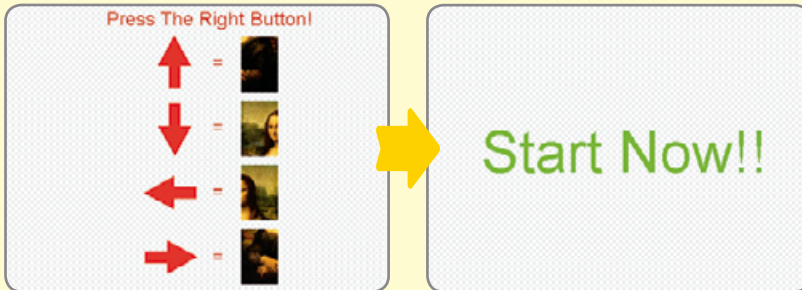 Press The Right Button!
=
=
=
=
Start Now!!